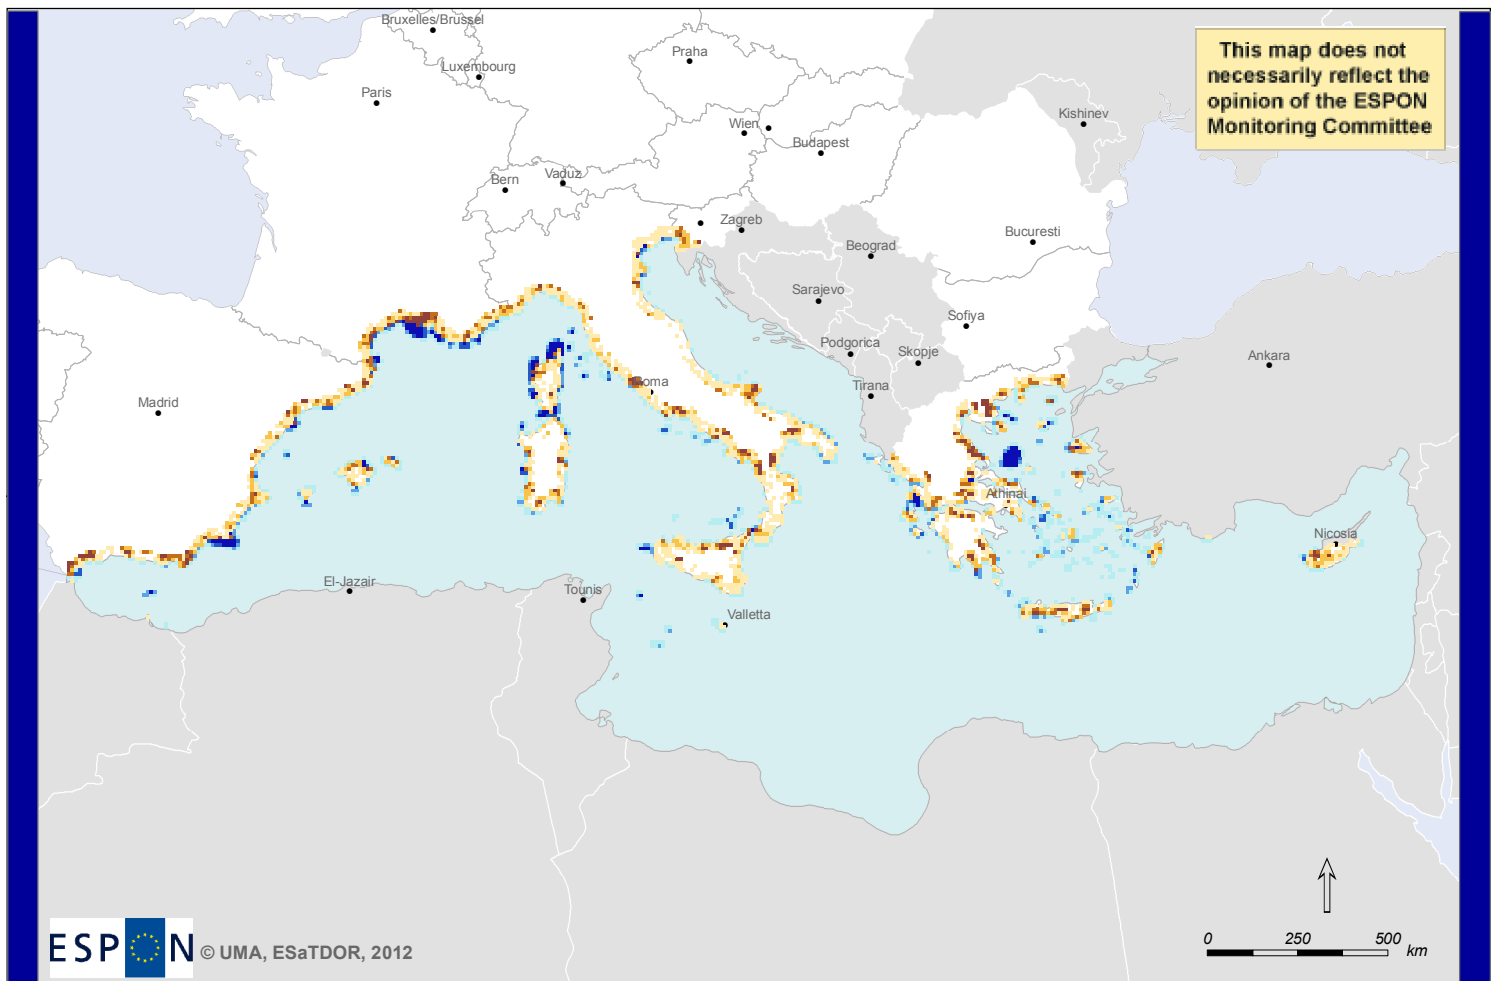 Bruxelles/Brussel
This map does not
necessarily reflect the
opinion of the ESPON
Monitoring Committee
Praha
Luxembourg
Paris
Kishinev
Wien
Budapest
Bern
Vaduz
Zagreb
Bucuresti
Beograd
Sarajevo
Sofiya
Podgorica
Skopje
Ankara
Tirana
Roma
Madrid
Athinai
Nicosia
El-Jazair
Tounis
Valletta
ESPON © UMA, ESaTDOR, 2012
0 250 500 km